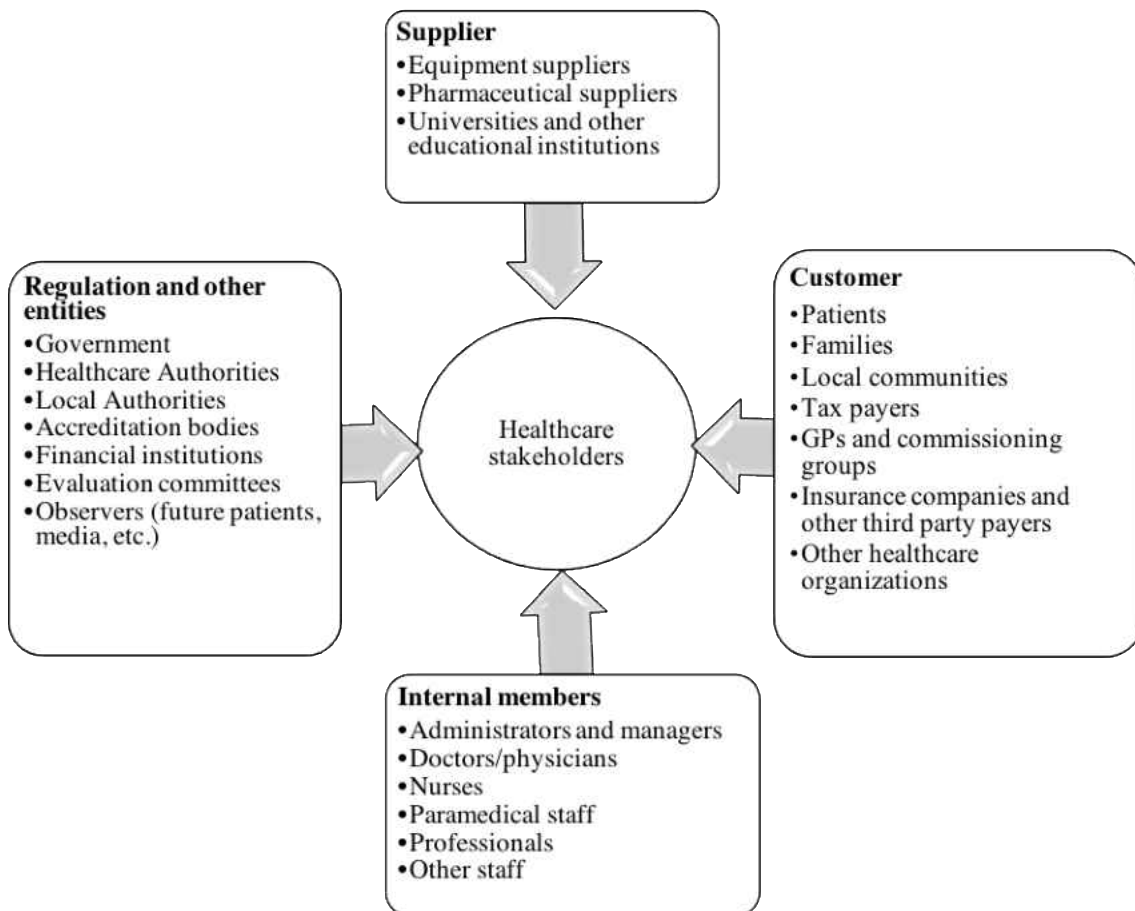 Supplier
•Equipment suppliers
•Pharmaceutical suppliers
•Universities and other
educational institutions
Regulation and other
entities
•Government
•Healthcare Authorities
•Local Authorities
•Accreditation bodies
•Financial institutions
•Evaluation committees
•Observers (future patients,
media, etc.)
Healthcare
stakeholders
Customer
•Patients
•Families
•Local communities
•Tax payers
•GPs and commissioning
groups
•Insurance companies and
other third party payers
•Other healthcare
organizations
Internal members
•Administrators and managers
•Doctors/physicians
•Nurses
•Paramedical staff
•Professionals
•Other staff